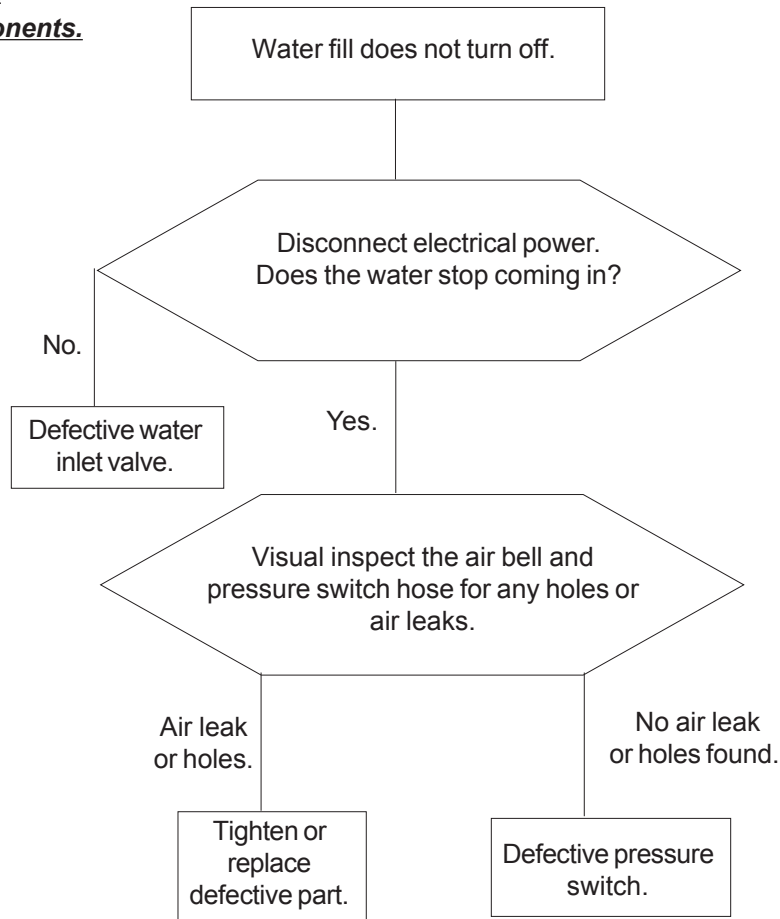 onents.
Water fill does not turn off.
Disconnect electrical power.
Does the water stop coming in?
No.
Yes.
Defective water
inlet valve.
Visual inspect the air bell and
pressure switch hose for any holes or
air leaks.
Air leak
or holes.
No air leak
or holes found.
Tighten or
replace
defective part.
Defective pressure
switch.